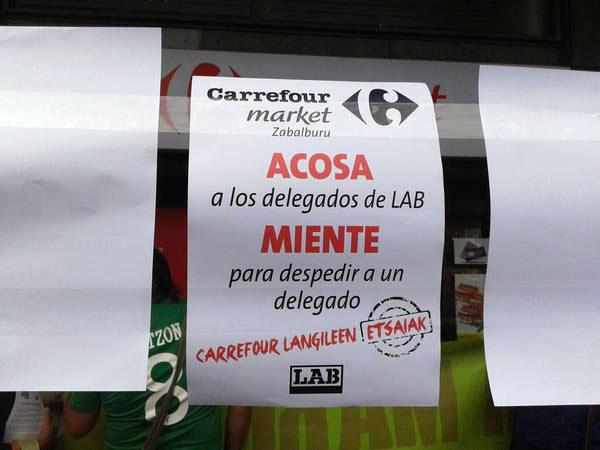 Carrefour
market
Zabalburu
ACOSA
a los delegados de LAB
MIENTE
para despedir a un
delegado
CARREFOUR LANGILEEN ETSAIAK
LAB
TZON
8